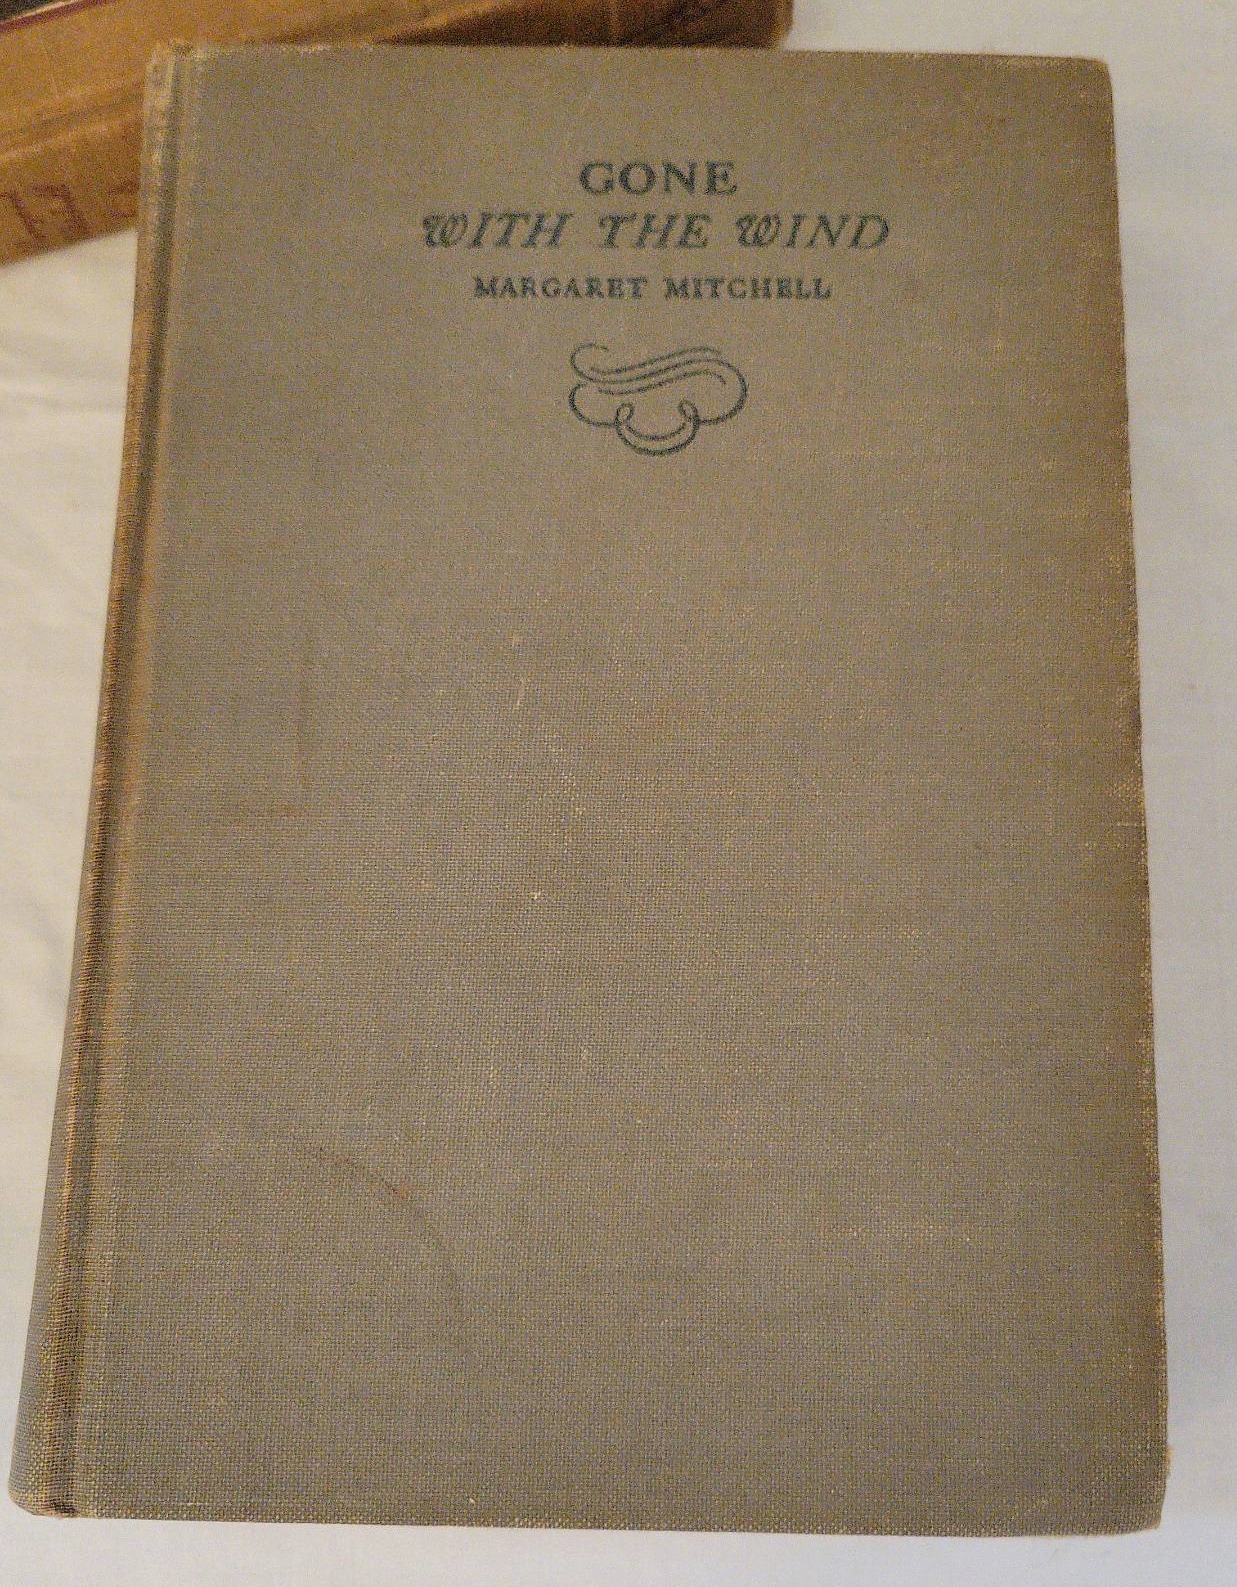 GONE
WITH THE WIND
MARGARET MITCHELL